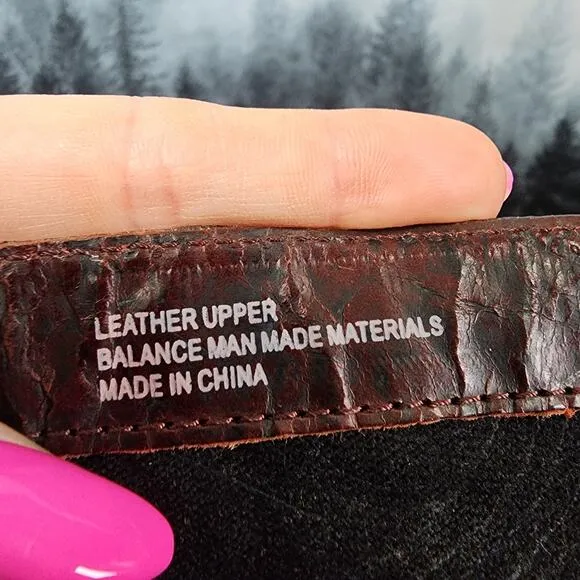 LEATHER UPPER
BALANCE MAN MADE MATERIALS
MADE IN CHINA